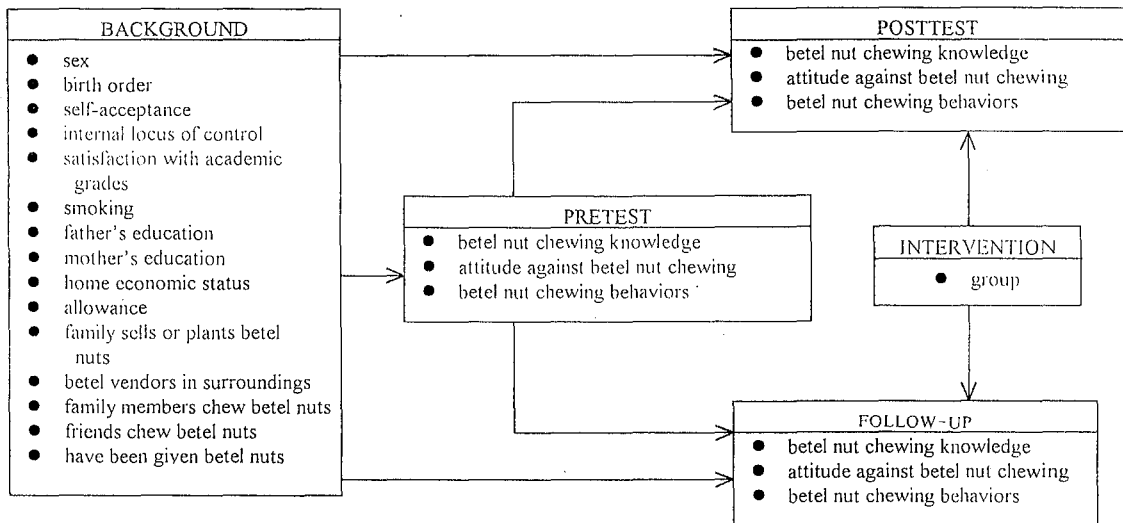 BACKGROUND
● sex
● birth order
● self-acceptance
● internal locus of control
● satisfaction with academic
grades
● smoking
● father's education
● mother's education
● home economic status
● allowance
● family sells or plants betel
nuts
● betel vendors in surroundings
● family members chew betel nuts
● friends chew betel nuts
● have been given betel nuts
PRETEST
● betel nut chewing knowledge
● attitude against betel nut chewing
● betel nut chewing behaviors
POSTTEST
● betel nut chewing knowledge
● attitude against betel nut chewing
● betel nut chewing behaviors
INTERVENTION
● group
FOLLOW-UP
● betel nut chewing knowledge
● attitude against betel nut chewing
● betel nut chewing behaviors